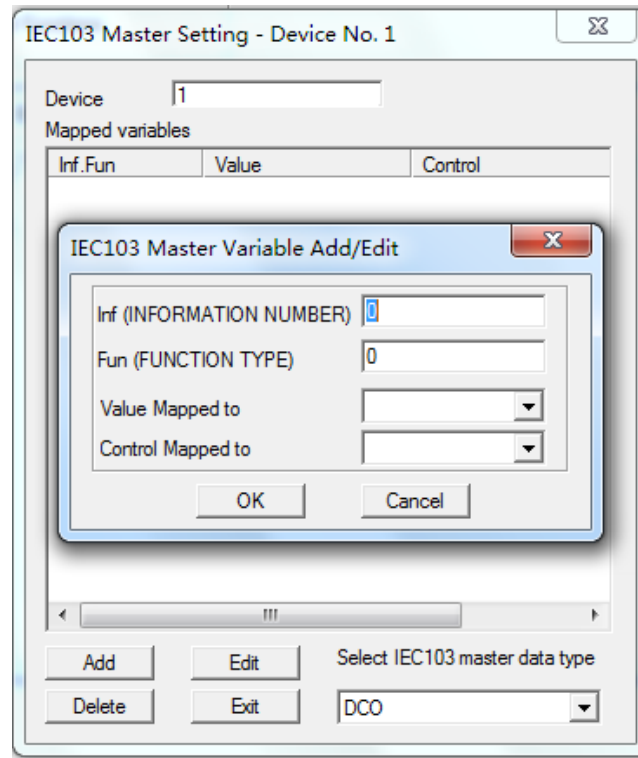 IEC103 Master Setting - Device No. 1
Device 1
Mapped variables
Inf.Fun Value Control
IEC103 Master Variable Add/Edit
Inf (INFORMATION NUMBER) 0
Fun (FUNCTION TYPE) 0
Value Mapped to
Control Mapped to
OK Cancel
Add Edit Select IEC103 master data type
Delete Exit DCO